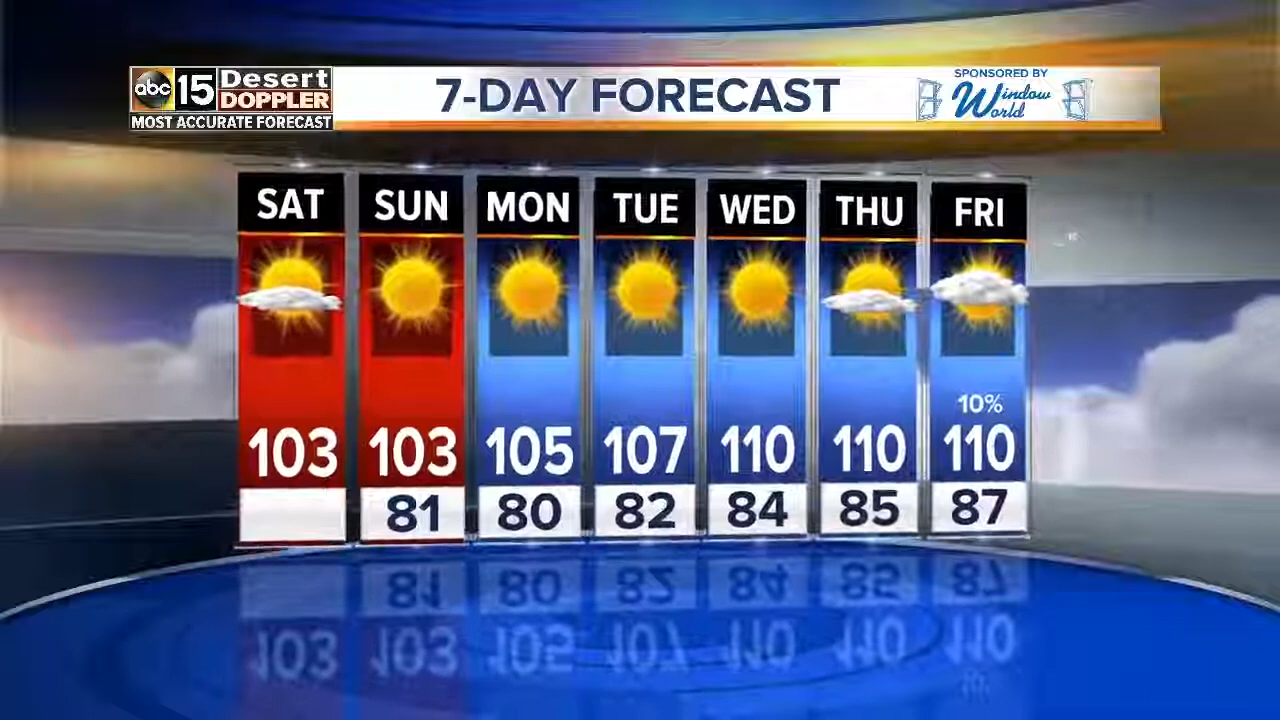 abc 15 Desert DOPPLER
MOST ACCURATE FORECAST
7-DAY FORECAST
SPONSORED BY
Window World
SAT SUN MON TUE WED THU FRI
10%
103 103 105 107 110 110 110
81 80 82 84 85 87